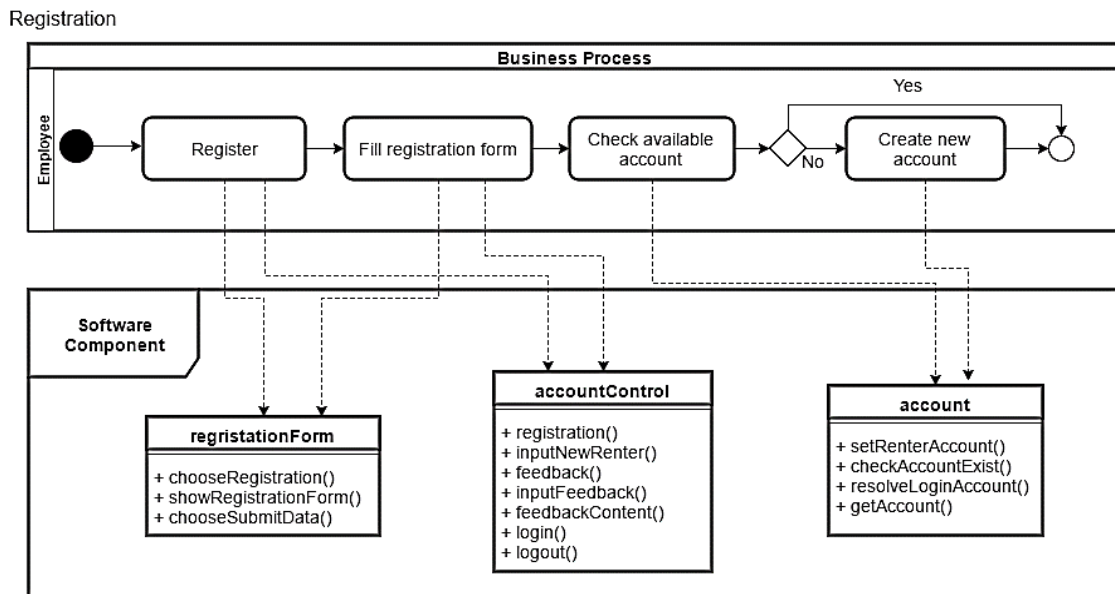 Registration
Business Process
Employee
Register
Fill registration form
Check available
account
Yes
No
Create new
account
Software
Component
regristationForm
+ chooseRegistration()
+ showRegistrationForm()
+ chooseSubmitData()
accountControl
+ registration()
+ inputNewRenter()
+ feedback()
+ inputFeedback()
+ feedbackContent()
+ login()
+ logout()
account
+ setRenterAccount()
+ checkAccountExist()
+ resolveLoginAccount()
+ getAccount()